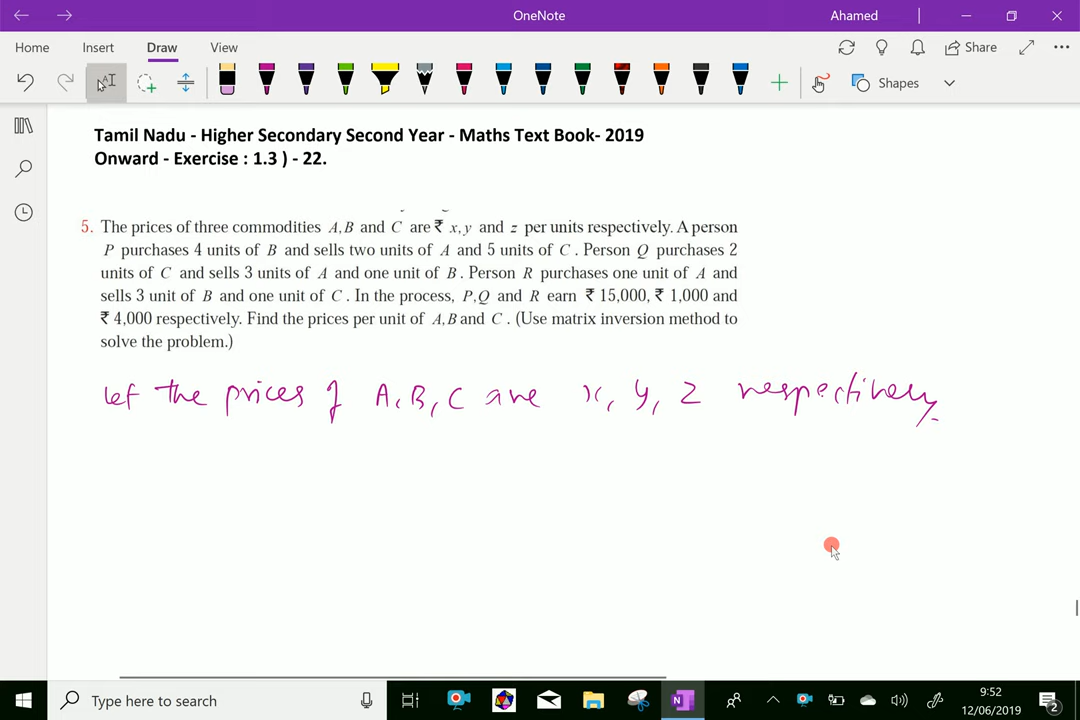 OneNote
Ahamed
Home Insert Draw View
Share
Shapes
Tamil Nadu - Higher Secondary Second Year - Maths Text Book- 2019
Onward - Exercise : 1.3 ) - 22.
5. The prices of three commodities A,B and C are ₹ x,y and z per units respectively. A person
P purchases 4 units of B and sells two units of A and 5 units of C . Person Q purchases 2
units of C and sells 3 units of A and one unit of B . Person R purchases one unit of A and
sells 3 unit of B and one unit of C . In the process, P,Q and R earn ₹ 15,000, ₹ 1,000 and
₹ 4,000 respectively. Find the prices per unit of A,B and C . (Use matrix inversion method to
solve the problem.)
Let the prices of A, B, C are x, y, z respectively.
Type here to search
9:52
12/06/2019
2